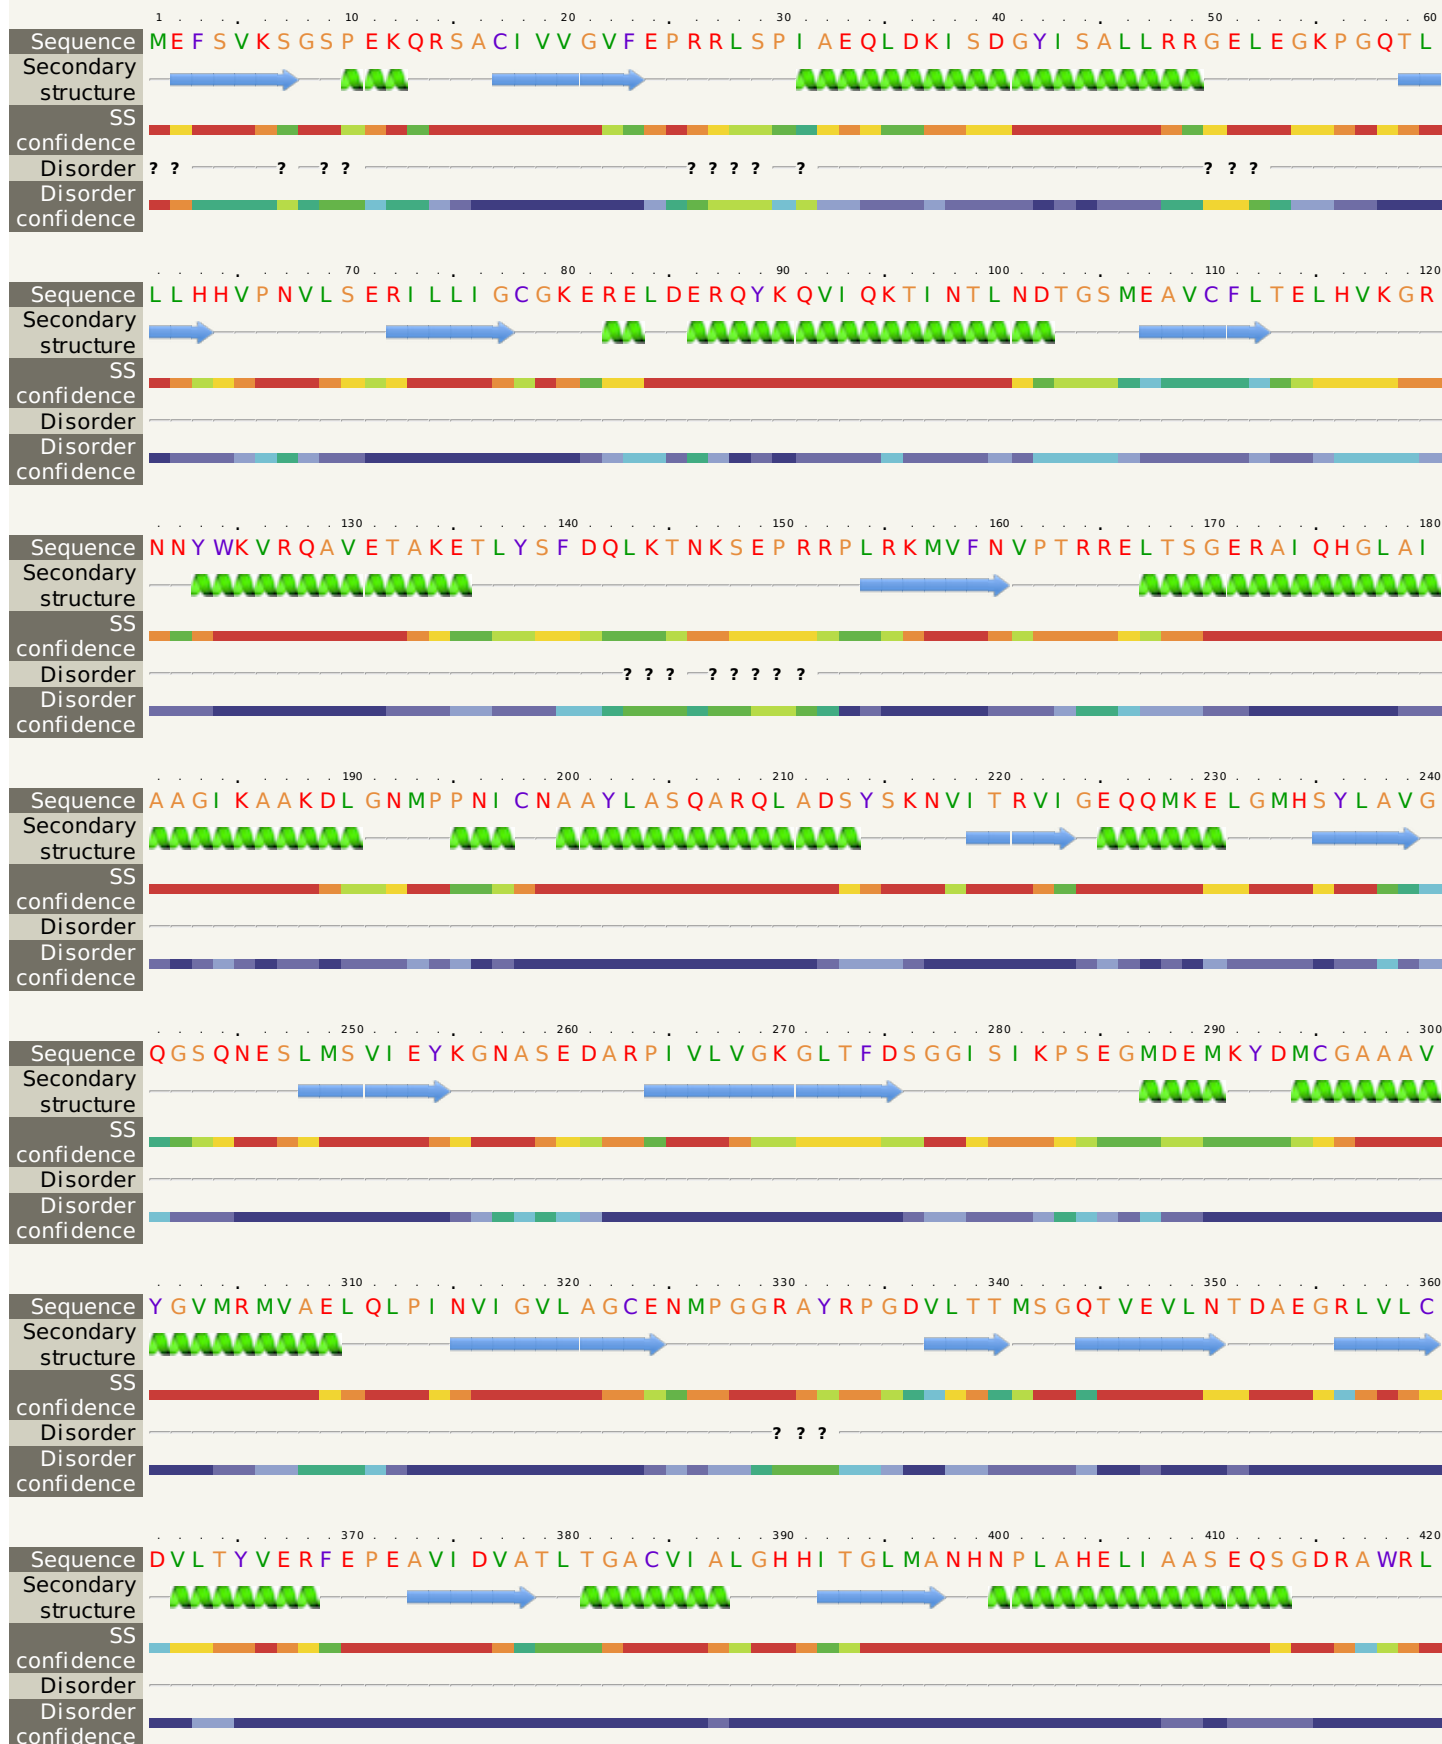 1 10 20 30 40 50 60
Sequence MEFSVKSGSPEKQRSACIVVGVFEPRRLSPIAEQLDKISDGYISALLRRGELEGKPGQTL
Secondary
structure
SS
confidence
Disorder ? ? ? ? ? ? ? ? ? ? ? ? ?
Disorder
confidence
70 80 90 100 110 120
Sequence LLHHVPNVLSERILLIGCGKERELDERQYKQVIQKTINTLNDTGSMEAVCFLTELHVKGR
Secondary
structure
SS
confidence
Disorder
Disorder
confidence
130 140 150 160 170 180
Sequence NNYWKVRQAVETAKETLYSFDQLKTNKSEPRRPLRKMVFNVPTRRELTSGERAIQHGLAI
Secondary
structure
SS
confidence
Disorder ? ? ? ? ? ? ? ?
Disorder
confidence
190 200 210 220 230 240
Sequence AAGIKAAKDLGNMPPNICNAAYLASQARQLADSYSKNVITRVIGEQQMKELGMHSYLAVG
Secondary
structure
SS
confidence
Disorder
Disorder
confidence
250 260 270 280 290 300
Sequence QGSQNESLMSVIEYKGNASEDARPIVLVGKGLTFDSGGISIKPSEGMDEMKYDMCGAAAV
Secondary
structure
SS
confidence
Disorder
Disorder
confidence
310 320 330 340 350 360
Sequence YGVMRMVAELQLPINVIGVLAGCENMPGGRAYRPGDVLTTMSGQTVEVLNTDAEGRLVLC
Secondary
structure
SS
confidence
Disorder ? ? ?
Disorder
confidence
370 380 390 400 410 420
Sequence DVLTYVERFEPEAVIDVATLTGACVIALGHHITGLMANHNPLAHELIAASEQSGDRAWRL
Secondary
structure
SS
confidence
Disorder
Disorder
confidence